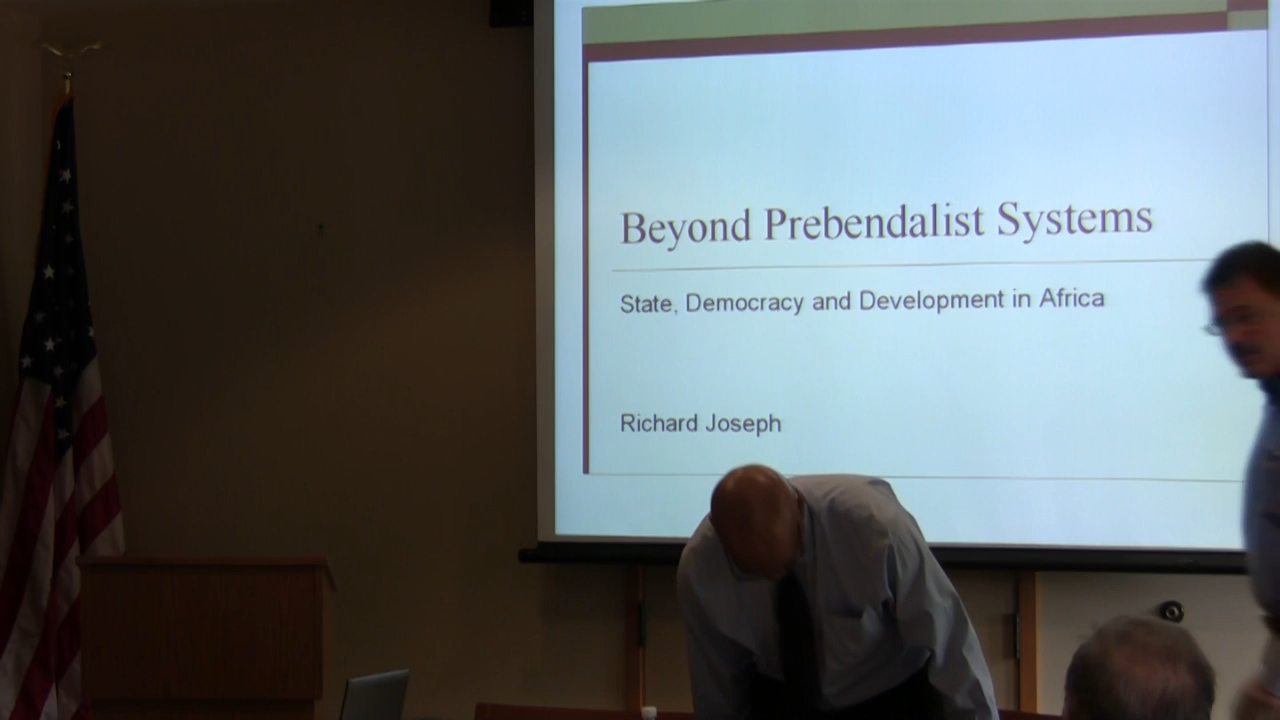 Beyond Prebendalist Systems
State, Democracy and Development in Africa
Richard Joseph